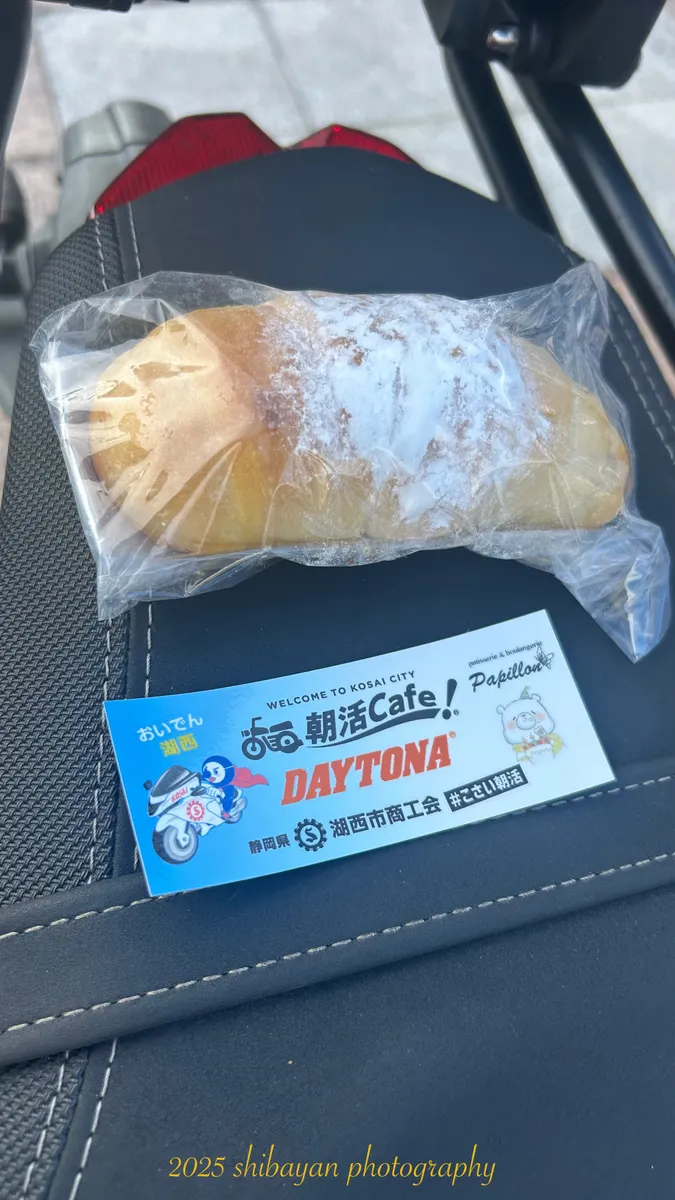 WELCOME TO KOSAI CITY
おいでん
湖西
朝活Cafe!
patisserie & boulangerie
Papillon
DAYTONA®
KOSAI
静岡県 湖西市商工会 #こさい朝活
2025 shibayan photography